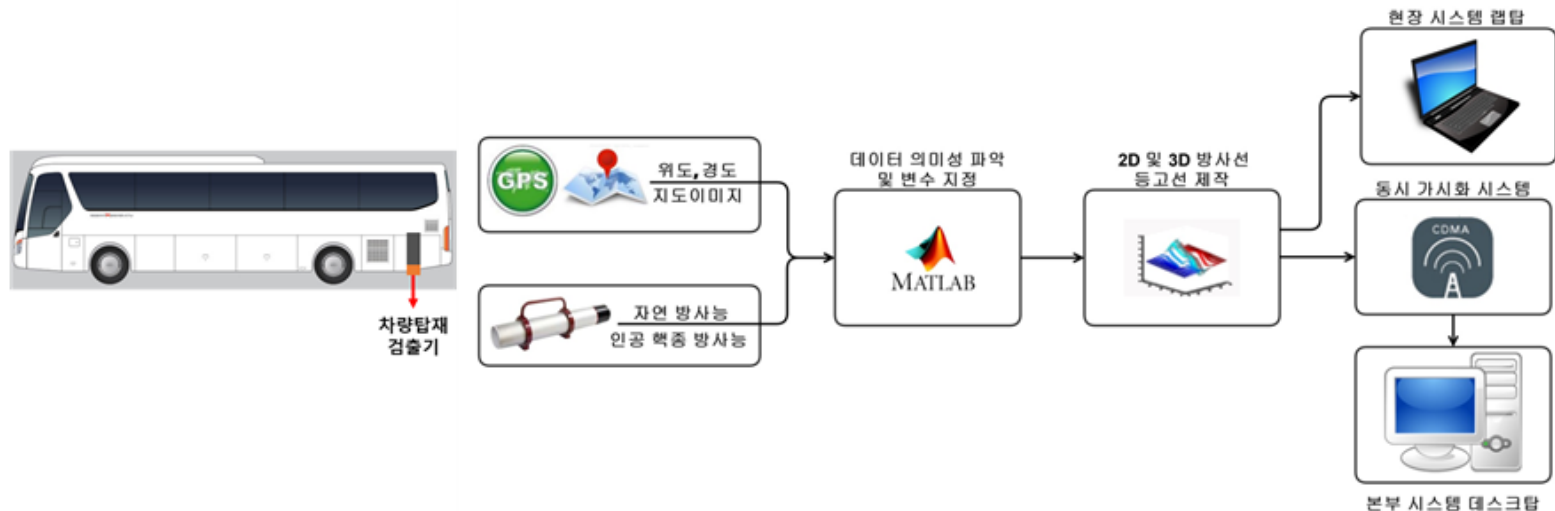 차량탑재
검출기
GPS
위도,경도
지도이미지
자연 방사능
인공 핵종 방사능
데이터 의미성 파악
및 변수 지정
MATLAB
2D 및 3D 방사선
등고선 제작
현장 시스템 랩탑
동시 가시화 시스템
CDMA
본부 시스템 데스크탑